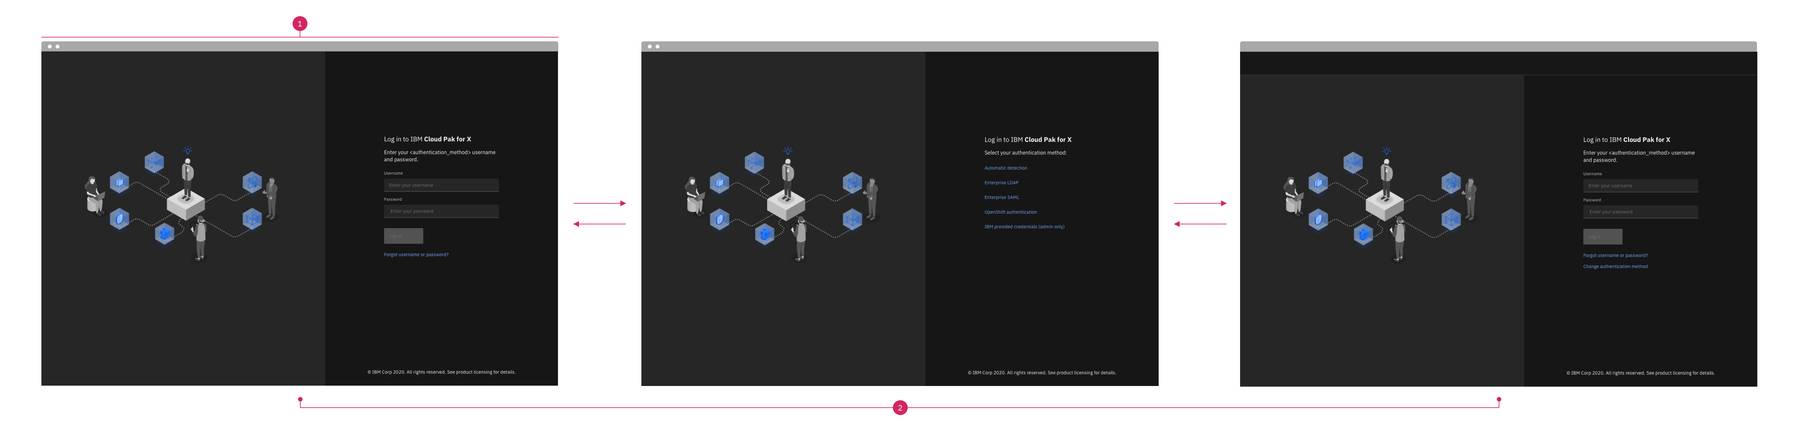 1
Log in to IBM Cloud Pak for X
Enter your <authentication_method> username
and password.
Username
Enter your username
Password
Enter your password
Log in
Forgot username or password?
© IBM Corp 2020. All rights reserved. See product licensing for details.
Log in to IBM Cloud Pak for X
Select your authentication method:
Automatic detection
Enterprise LDAP
Enterprise SAML
OpenShift authentication
IBM provided credentials (admin only)
© IBM Corp 2020. All rights reserved. See product licensing for details.
Log in to IBM Cloud Pak for X
Enter your <authentication_method> username
and password.
Username
Enter your username
Password
Enter your password
Log in
Forgot username or password?
Change authentication method
© IBM Corp 2020. All rights reserved. See product licensing for details.
2